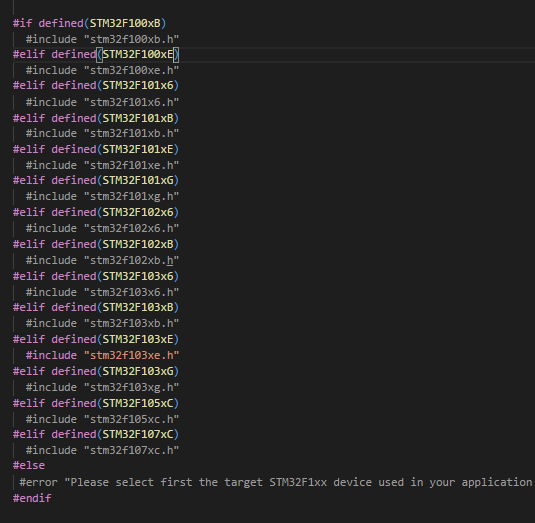 #if defined(STM32F100xB)
#include "stm32f100xb.h"
#elif defined(STM32F100xE)
#include "stm32f100xe.h"
#elif defined(STM32F101x6)
#include "stm32f101x6.h"
#elif defined(STM32F101xB)
#include "stm32f101xb.h"
#elif defined(STM32F101xE)
#include "stm32f101xe.h"
#elif defined(STM32F101xG)
#include "stm32f101xg.h"
#elif defined(STM32F102x6)
#include "stm32f102x6.h"
#elif defined(STM32F102xB)
#include "stm32f102xb.h"
#elif defined(STM32F103x6)
#include "stm32f103x6.h"
#elif defined(STM32F103xB)
#include "stm32f103xb.h"
#elif defined(STM32F103xE)
#include "stm32f103xe.h"
#elif defined(STM32F103xG)
#include "stm32f103xg.h"
#elif defined(STM32F105xC)
#include "stm32f105xc.h"
#elif defined(STM32F107xC)
#include "stm32f107xc.h"
#else
#error "Please select first the target STM32F1xx device used in your application
#endif